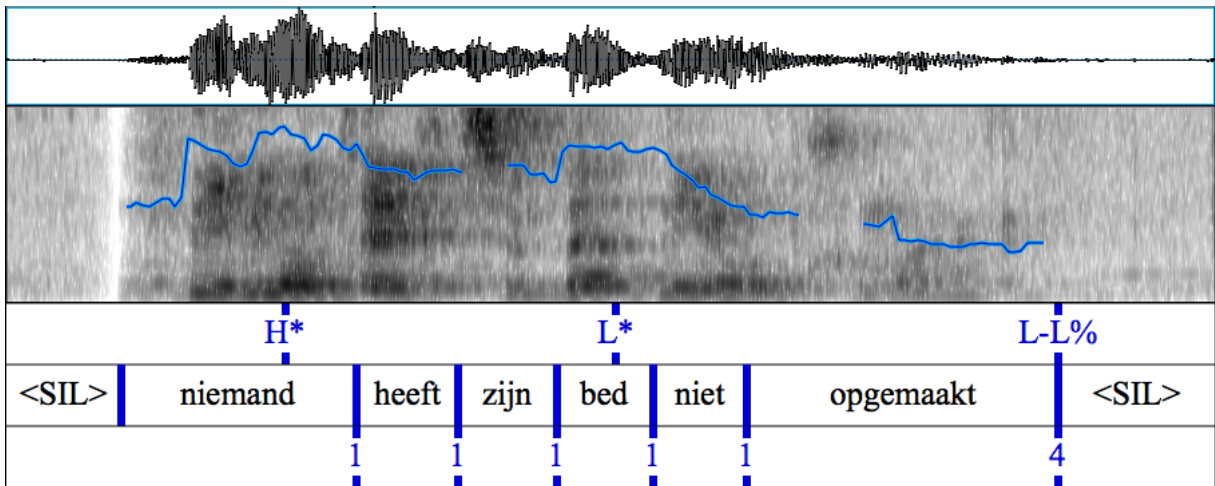 H* L* L-L%
<SIL> niemand heeft zijn bed niet opgemaakt <SIL>
1 1 1 1 1 4